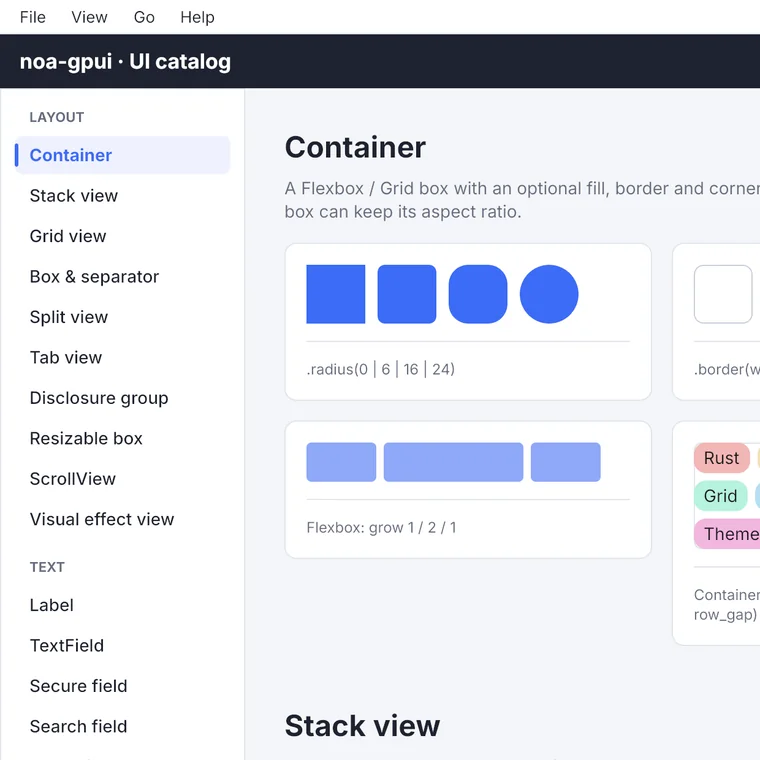 File View Go Help
noa-gpui · UI catalog
LAYOUT
Container
Stack view
Grid view
Box & separator
Split view
Tab view
Disclosure group
Resizable box
ScrollView
Visual effect view
TEXT
Label
TextField
Secure field
Search field
Container
A Flexbox / Grid box with an optional fill, border and corner
box can keep its aspect ratio.
.radius(0 | 6 | 16 | 24)
.border(w
Flexbox: grow 1 / 2 / 1
Rust
Grid
Theme
Container
row_gap)
Stack view